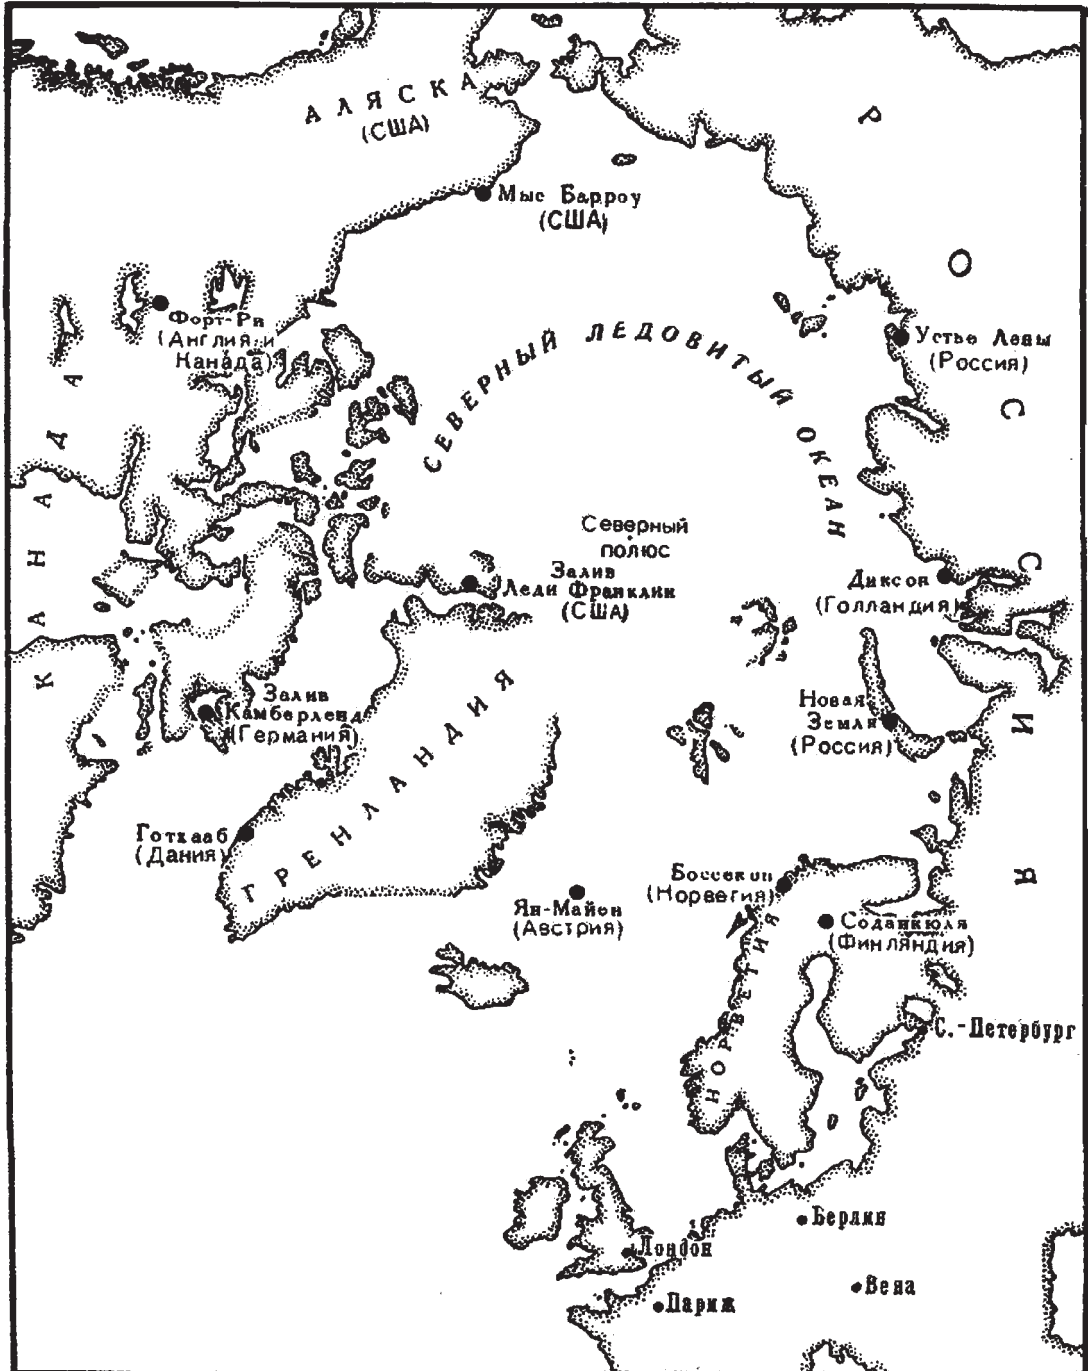 АЛЯСКА
(США)
Мыс Барроу
(США)
РОССИЯ
КАНАДА
Форт-Рэ
(Англия и
Канада)
СЕВЕРНЫЙ ЛЕДОВИТЫЙ ОКЕАН
Устье Лены
(Россия)
Северный
полюс
Залив
Леди Франклин
(США)
Диксон
(Голландия)
Залив
Камберленд
(Германия)
Новая
Земля
(Россия)
ГРЕНЛАНДИЯ
Готхааб
(Дания)
Боссекоп
(Норвегия)
Ян-Майен
(Австрия)
Соданкюля
(Финляндия)
НОРВЕГИЯ
С.-Петербург
Берлин
Лондон
Вена
Париж